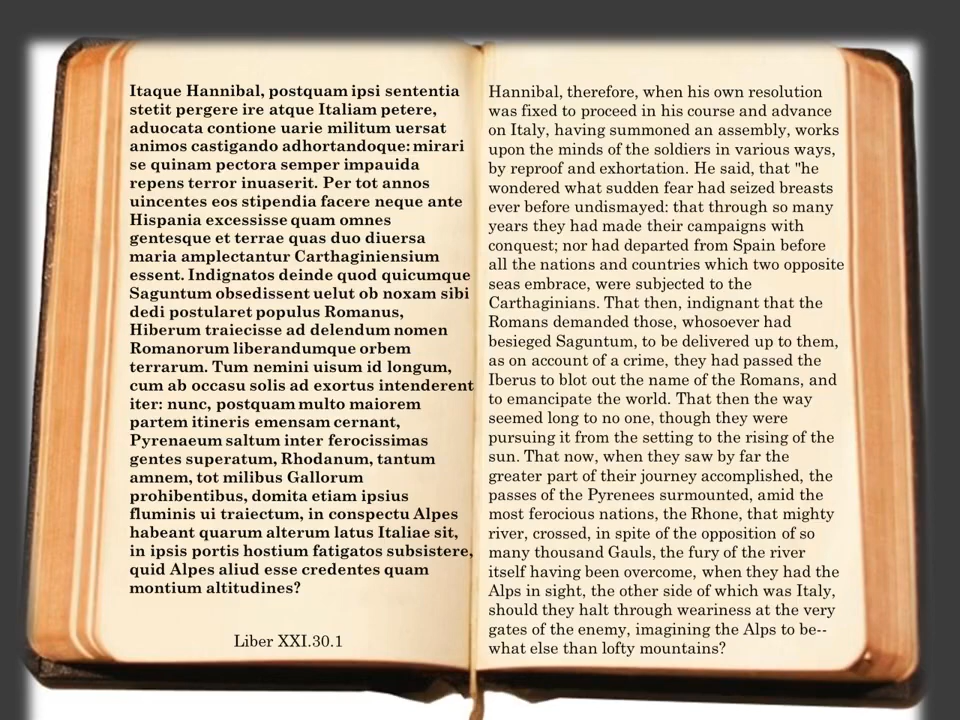 Itaque Hannibal, postquam ipsi sententia
stetit pergere ire atque Italiam petere,
aduocata contione uarie militum uersat
animos castigando adhortandoque: mirari
se quinam pectora semper impauida
repens terror inuaserit. Per tot annos
uincentes eos stipendia facere neque ante
Hispania excessisse quam omnes
gentesque et terrae quas duo diuersa
maria amplectantur Carthaginiensium
essent. Indignatos deinde quod quicumque
Saguntum obsedissent uelut ob noxam sibi
dedi postularet populus Romanus,
Hiberum traiecisse ad delendum nomen
Romanorum liberandumque orbem
terrarum. Tum nemini uisum id longum,
cum ab occasu solis ad exortus intenderent
iter: nunc, postquam multo maiorem
partem itineris emensam cernant,
Pyrenaeum saltum inter ferocissimas
gentes superatum, Rhodanum, tantum
amnem, tot milibus Gallorum
prohibentibus, domita etiam ipsius
fluminis ui traiectum, in conspectu Alpes
habeant quarum alterum latus Italiae sit,
in ipsis portis hostium fatigatos subsistere,
quid Alpes aliud esse credentes quam
montium altitudines?
Liber XXI.30.1
Hannibal, therefore, when his own resolution
was fixed to proceed in his course and advance
on Italy, having summoned an assembly, works
upon the minds of the soldiers in various ways,
by reproof and exhortation. He said, that "he
wondered what sudden fear had seized breasts
ever before undismayed: that through so many
years they had made their campaigns with
conquest; nor had departed from Spain before
all the nations and countries which two opposite
seas embrace, were subjected to the
Carthaginians. That then, indignant that the
Romans demanded those, whosoever had
besieged Saguntum, to be delivered up to them,
as on account of a crime, they had passed the
Iberus to blot out the name of the Romans, and
to emancipate the world. That then the way
seemed long to no one, though they were
pursuing it from the setting to the rising of the
sun. That now, when they saw by far the
greater part of their journey accomplished, the
passes of the Pyrenees surmounted, amid the
most ferocious nations, the Rhone, that mighty
river, crossed, in spite of the opposition of so
many thousand Gauls, the fury of the river
itself having been overcome, when they had the
Alps in sight, the other side of which was Italy,
should they halt through weariness at the very
gates of the enemy, imagining the Alps to be--
what else than lofty mountains?